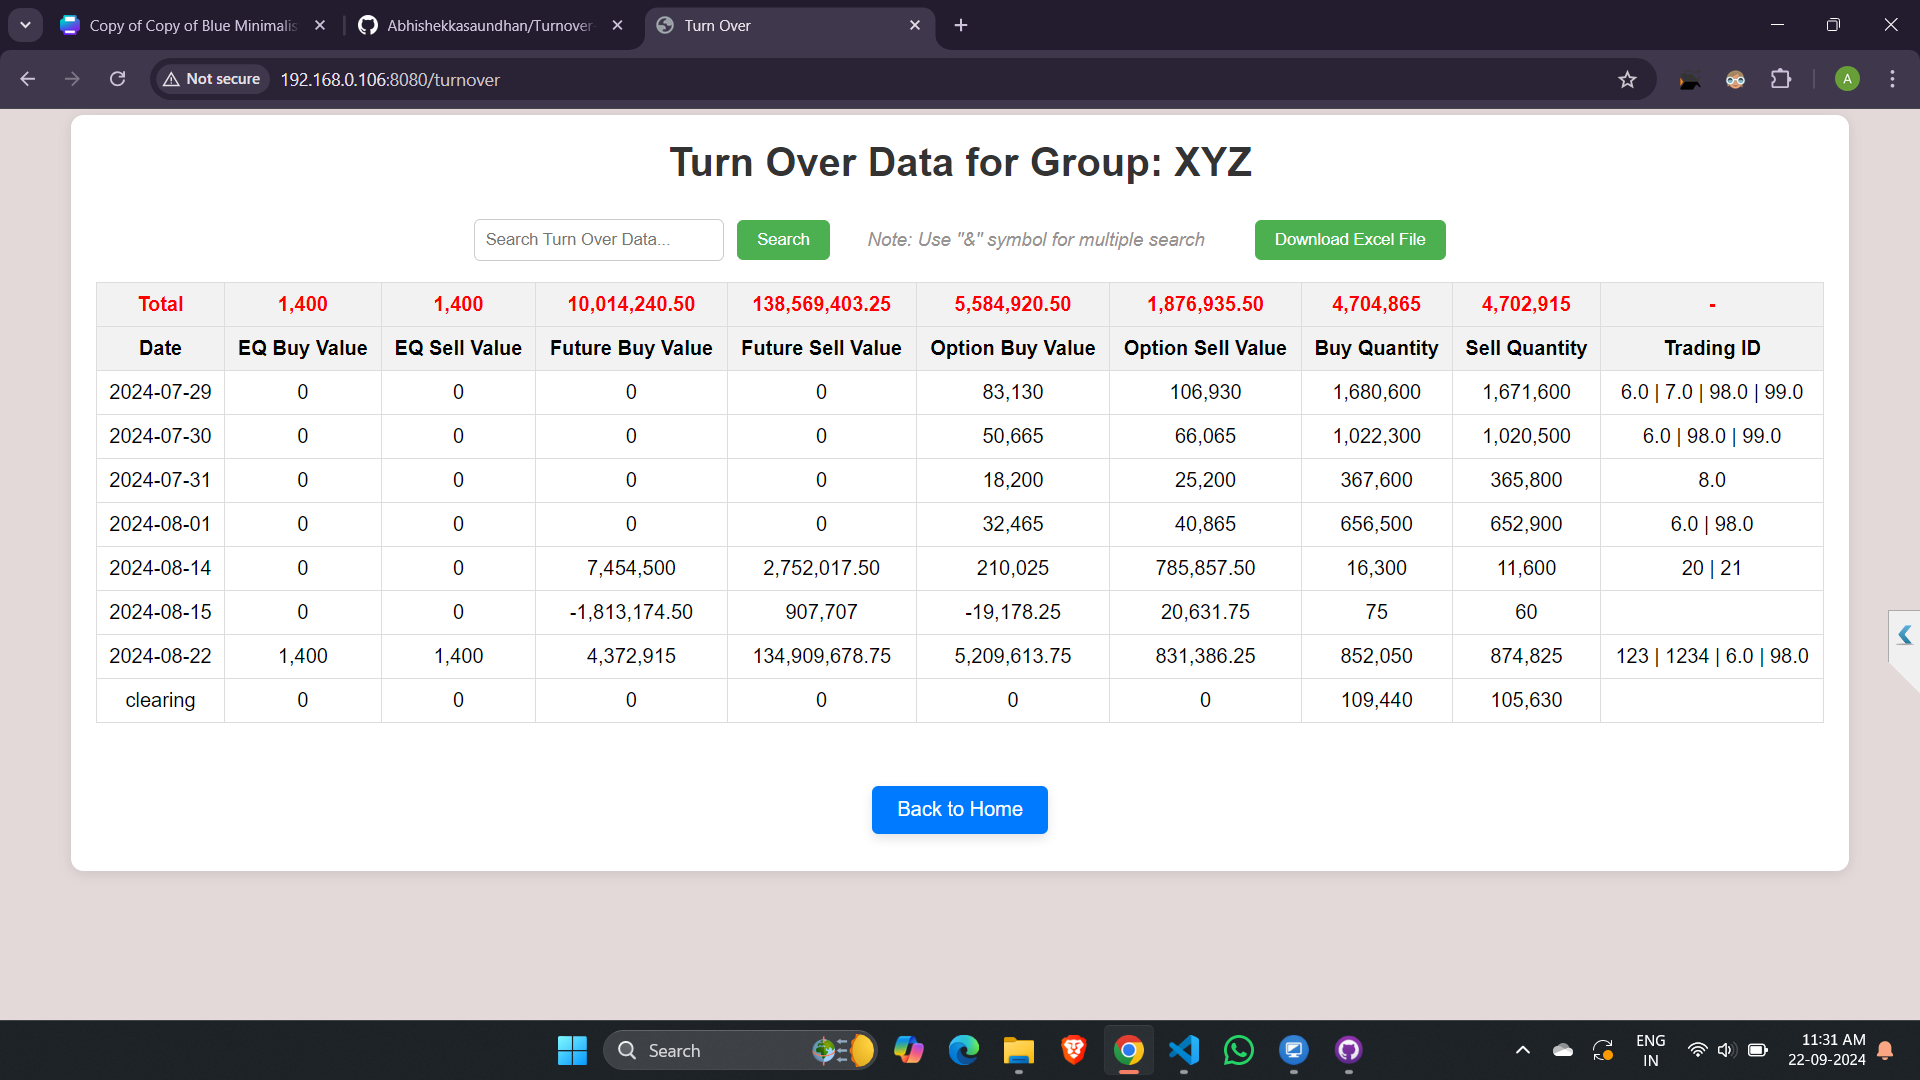 Copy of Copy of Blue Minimalis
Abhishekkasaundhan/Turnover-
Turn Over
Not secure
192.168.0.106:8080/turnover
A
Turn Over Data for Group: XYZ
Search Turn Over Data...
Search
Note: Use "&" symbol for multiple search
Download Excel File
Total 1,400 1,400 10,014,240.50 138,569,403.25 5,584,920.50 1,876,935.50 4,704,865 4,702,915 -
Date EQ Buy Value EQ Sell Value Future Buy Value Future Sell Value Option Buy Value Option Sell Value Buy Quantity Sell Quantity Trading ID
2024-07-29 0 0 0 0 83,130 106,930 1,680,600 1,671,600 6.0 | 7.0 | 98.0 | 99.0
2024-07-30 0 0 0 0 50,665 66,065 1,022,300 1,020,500 6.0 | 98.0 | 99.0
2024-07-31 0 0 0 0 18,200 25,200 367,600 365,800 8.0
2024-08-01 0 0 0 0 32,465 40,865 656,500 652,900 6.0 | 98.0
2024-08-14 0 0 7,454,500 2,752,017.50 210,025 785,857.50 16,300 11,600 20 | 21
2024-08-15 0 0 -1,813,174.50 907,707 -19,178.25 20,631.75 75 60
2024-08-22 1,400 1,400 4,372,915 134,909,678.75 5,209,613.75 831,386.25 852,050 874,825 123 | 1234 | 6.0 | 98.0
clearing 0 0 0 0 0 0 109,440 105,630
Back to Home
Search
ENG
IN
11:31 AM
22-09-2024